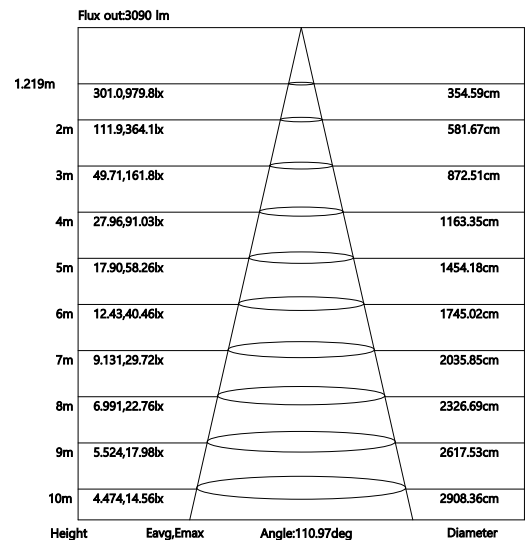 Flux out:3090 lm
1.219m 301.0,979.8lx 354.59cm
2m 111.9,364.1lx 581.67cm
3m 49.71,161.8lx 872.51cm
4m 27.96,91.03lx 1163.35cm
5m 17.90,58.26lx 1454.18cm
6m 12.43,40.46lx 1745.02cm
7m 9.131,29.72lx 2035.85cm
8m 6.991,22.76lx 2326.69cm
9m 5.524,17.98lx 2617.53cm
10m 4.474,14.56lx 2908.36cm
Height Eavg,Emax Angle:110.97deg Diameter